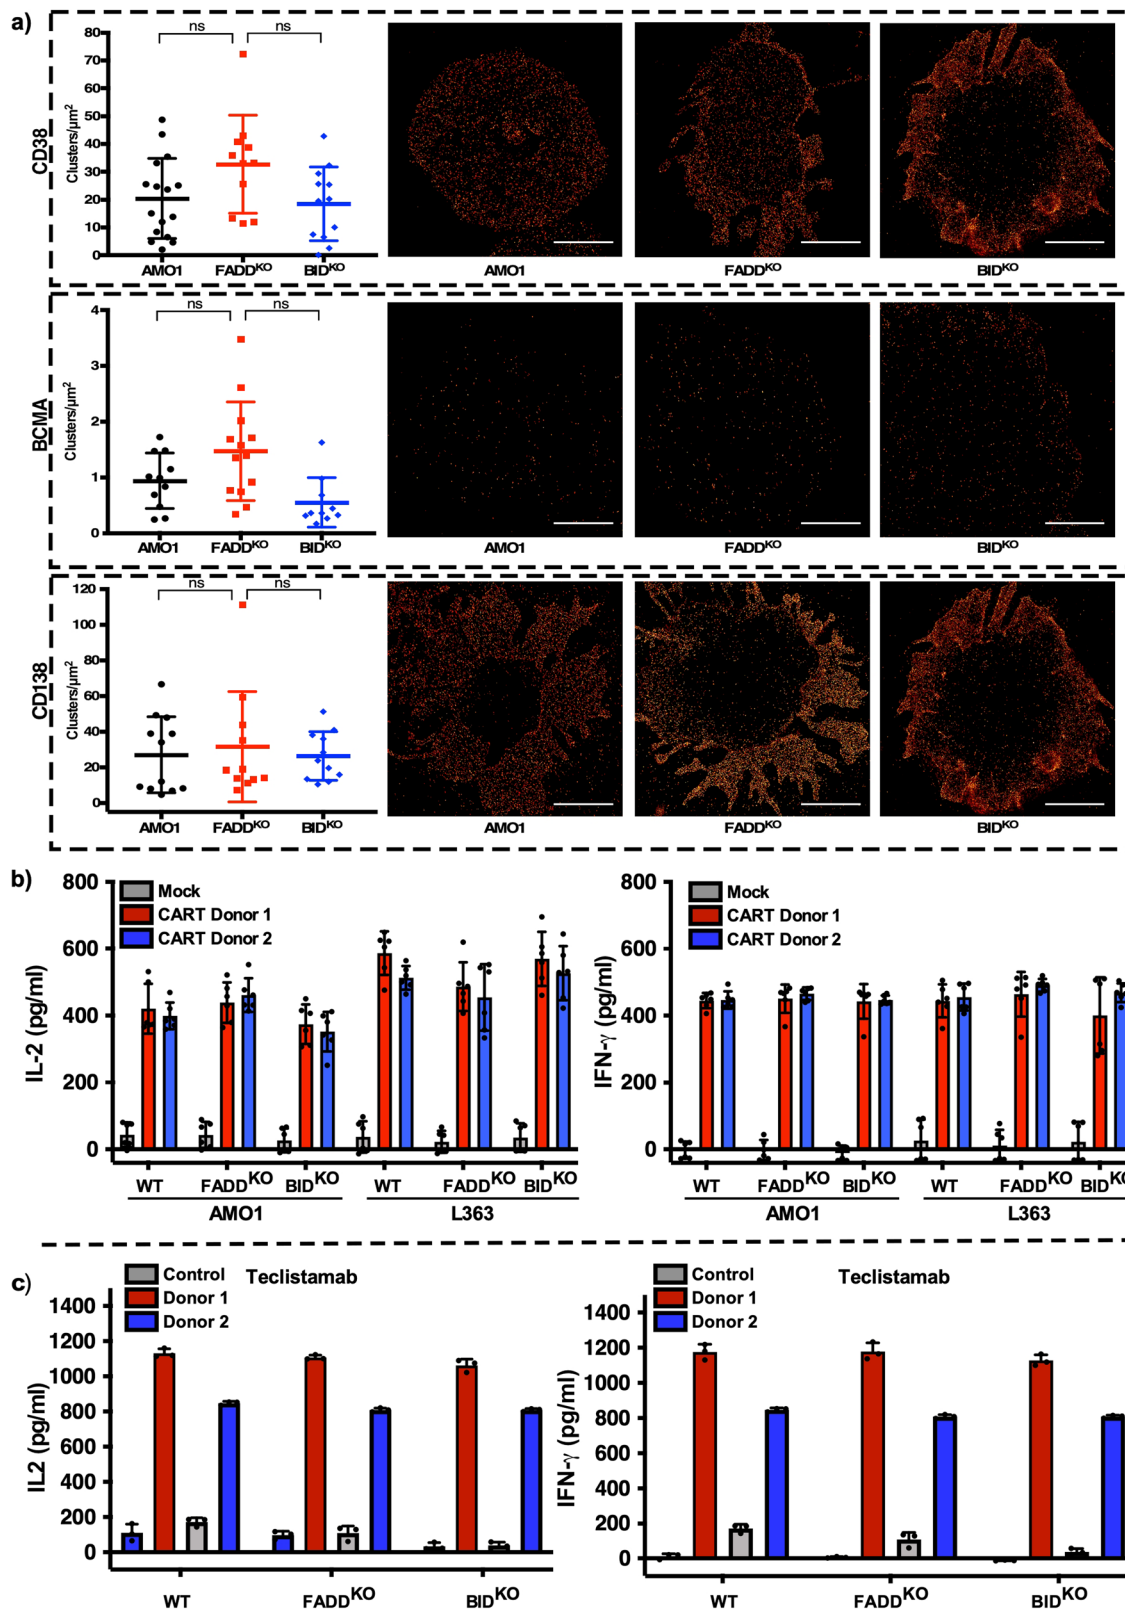 a)
CD38
Clusters/µm²
80
70
60
50
40
30
20
10
0
ns
ns
AMO1
FADDᴷᴼ
BIDᴷᴼ
AMO1
FADDᴷᴼ
BIDᴷᴼ
BCMA
Clusters/µm²
4
3
2
1
0
ns
ns
AMO1
FADDᴷᴼ
BIDᴷᴼ
AMO1
FADDᴷᴼ
BIDᴷᴼ
CD138
Clusters/µm²
120
100
80
60
40
20
0
ns
ns
AMO1
FADDᴷᴼ
BIDᴷᴼ
AMO1
FADDᴷᴼ
BIDᴷᴼ
b)
IL-2 (pg/ml)
800
600
400
200
0
Mock
CART Donor 1
CART Donor 2
WT
FADDᴷᴼ
BIDᴷᴼ
WT
FADDᴷᴼ
BIDᴷᴼ
AMO1
L363
IFN-γ (pg/ml)
800
600
400
200
0
Mock
CART Donor 1
CART Donor 2
WT
FADDᴷᴼ
BIDᴷᴼ
WT
FADDᴷᴼ
BIDᴷ
AMO1
L363
c)
Teclistamab
Control
Donor 1
Donor 2
IL2 (pg/ml)
1400
1200
1000
800
600
400
200
0
WT
FADDᴷᴼ
BIDᴷᴼ
Teclistamab
Control
Donor 1
Donor 2
IFN-γ (pg/ml)
1400
1200
1000
800
600
400
200
0
WT
FADDᴷᴼ
BIDᴷᴼ